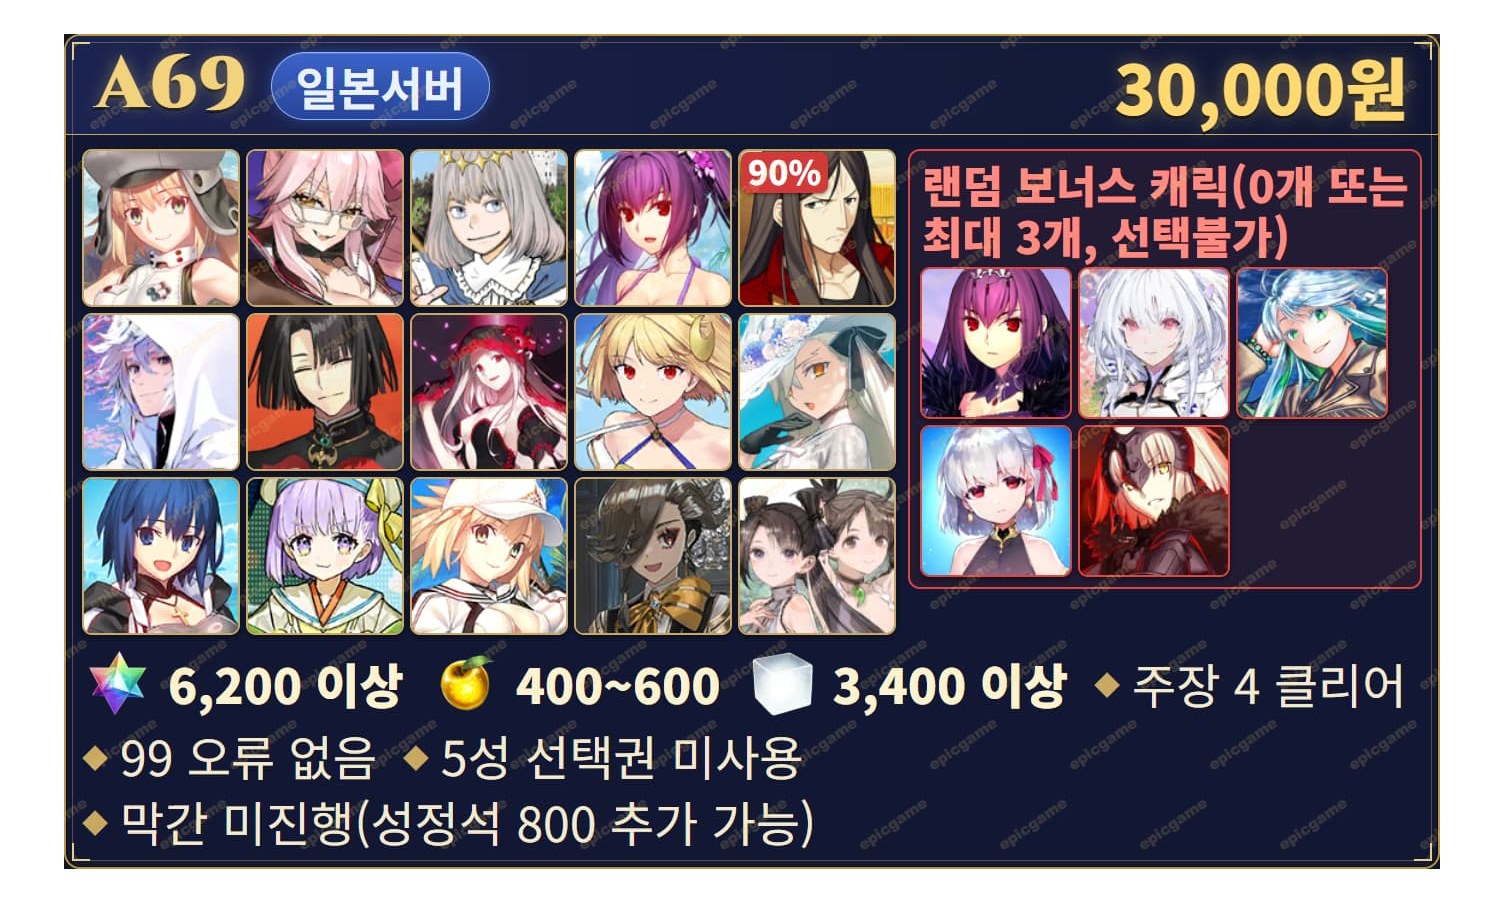 A69 일본서버 30,000원
90%
랜덤 보너스 캐릭(0개 또는
최대 3개, 선택불가)
6,200 이상 400~600 3,400 이상 ◆ 주장 4 클리어
◆ 99 오류 없음 ◆ 5성 선택권 미사용
◆ 막간 미진행(성정석 800 추가 가능)
epicgame